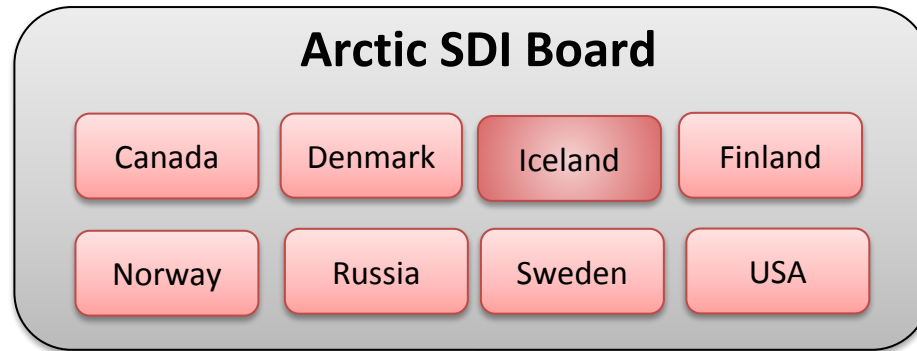 Arctic SDI Board
Canada Denmark Iceland Finland
Norway Russia Sweden USA